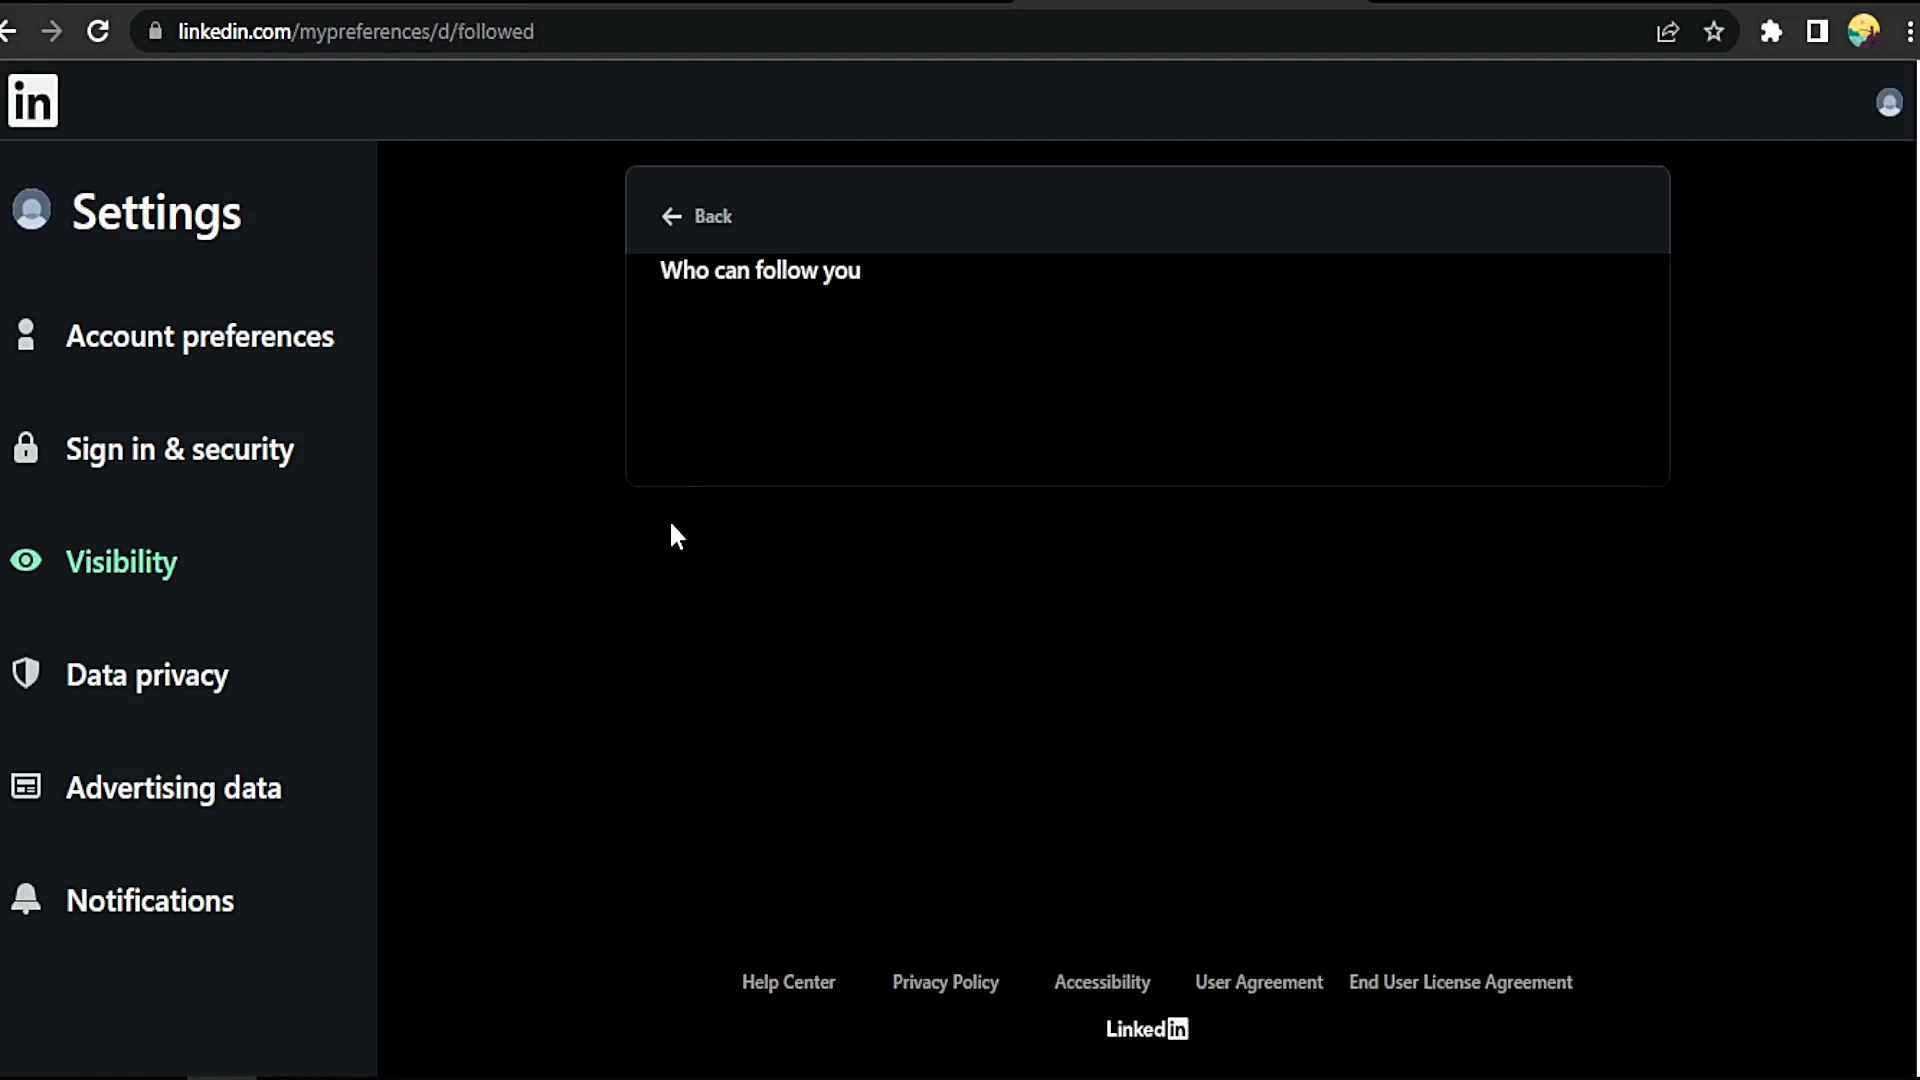 linkedin.com/mypreferences/d/followed
in
Settings
Account preferences
Sign in & security
Visibility
Data privacy
Advertising data
Notifications
Back
Who can follow you
Help Center Privacy Policy Accessibility User Agreement End User License Agreement
Linkedin